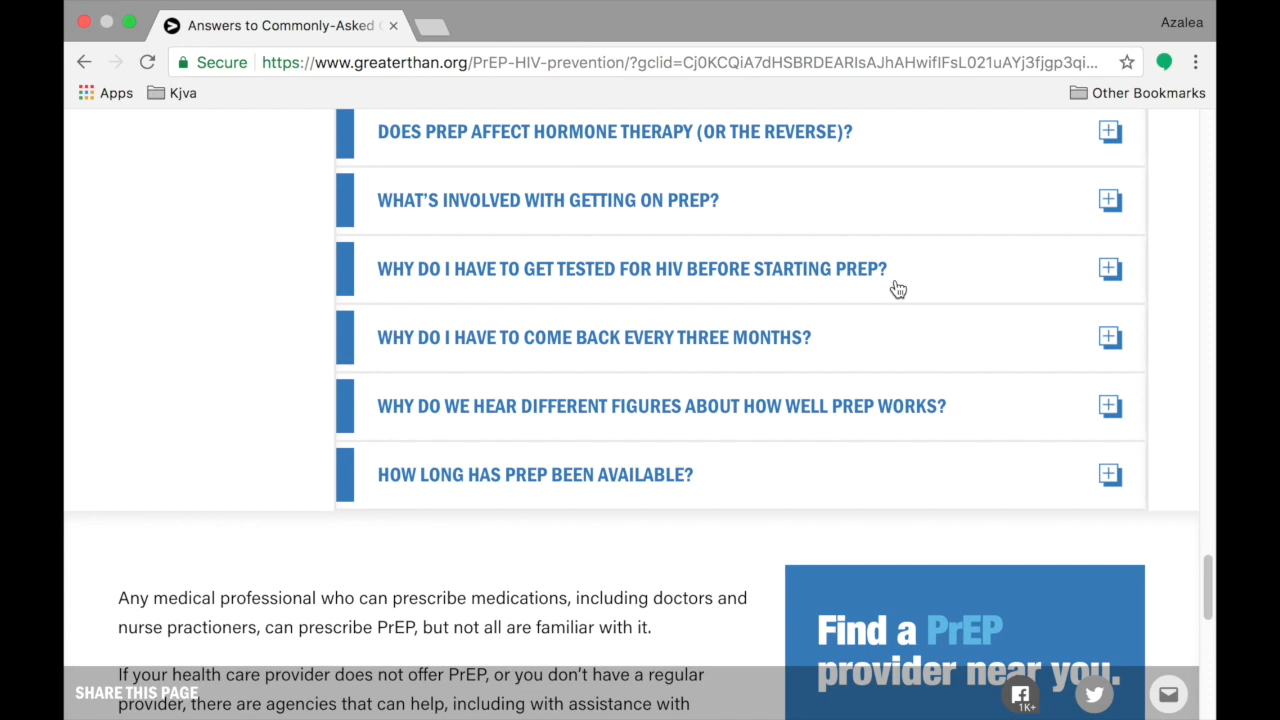 Answers to Commonly-Asked
Azalea
Secure
https://www.greaterthan.org/PrEP-HIV-prevention/?gclid=Cj0KCQiA7dHSBRDEARIsAJhAHwifIFsL021uAYj3fjgp3qi...
Apps
Kjva
Other Bookmarks
DOES PREP AFFECT HORMONE THERAPY (OR THE REVERSE)?
WHAT'S INVOLVED WITH GETTING ON PREP?
WHY DO I HAVE TO GET TESTED FOR HIV BEFORE STARTING PREP?
WHY DO I HAVE TO COME BACK EVERY THREE MONTHS?
WHY DO WE HEAR DIFFERENT FIGURES ABOUT HOW WELL PREP WORKS?
HOW LONG HAS PREP BEEN AVAILABLE?
Any medical professional who can prescribe medications, including doctors and
nurse practioners, can prescribe PrEP, but not all are familiar with it.
If your health care provider does not offer PrEP, or you don't have a regular
provider, there are agencies that can help, including with assistance with
Find a PrEP
provider near you.
SHARE THIS PAGE
1K+